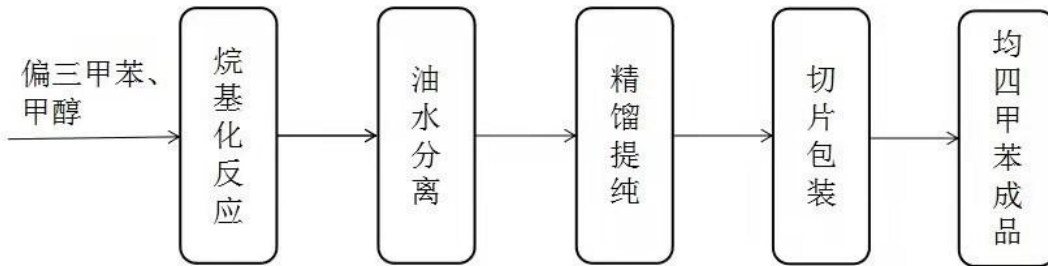 偏三甲苯、
甲醇
烷基化反应
油水分离
精馏提纯
切片包装
均四甲苯成品